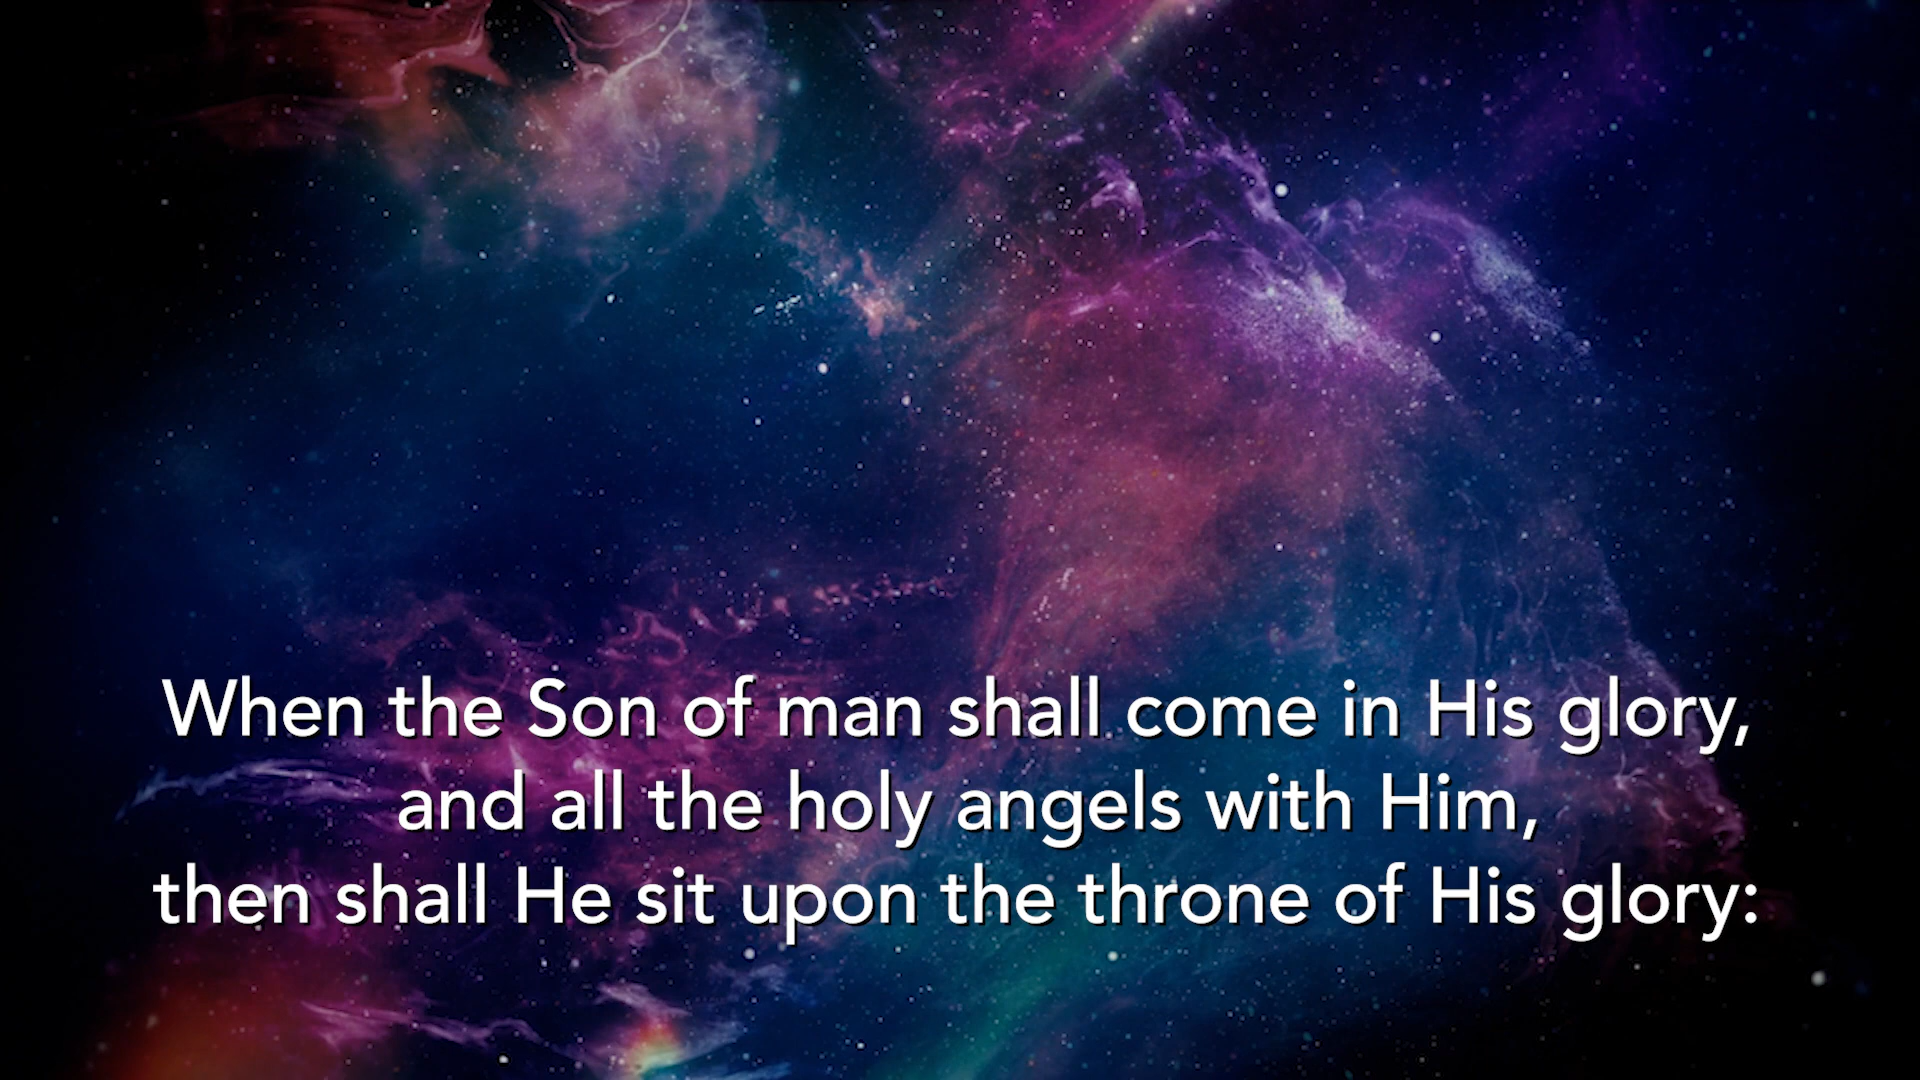 When the Son of man shall come in His glory,
and all the holy angels with Him,
then shall He sit upon the throne of His glory: